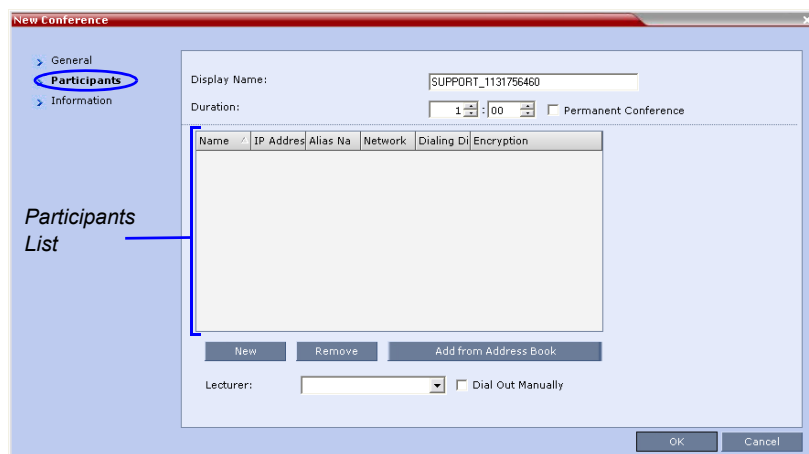 New Conference
General
Participants
Information
Display Name:
SUPPORT_1131756460
Duration:
1 : 00
Permanent Conference
Name IP Addres Alias Na Network Dialing Di Encryption
Participants
List
New Remove Add from Address Book
Lecturer:
Dial Out Manually
OK Cancel